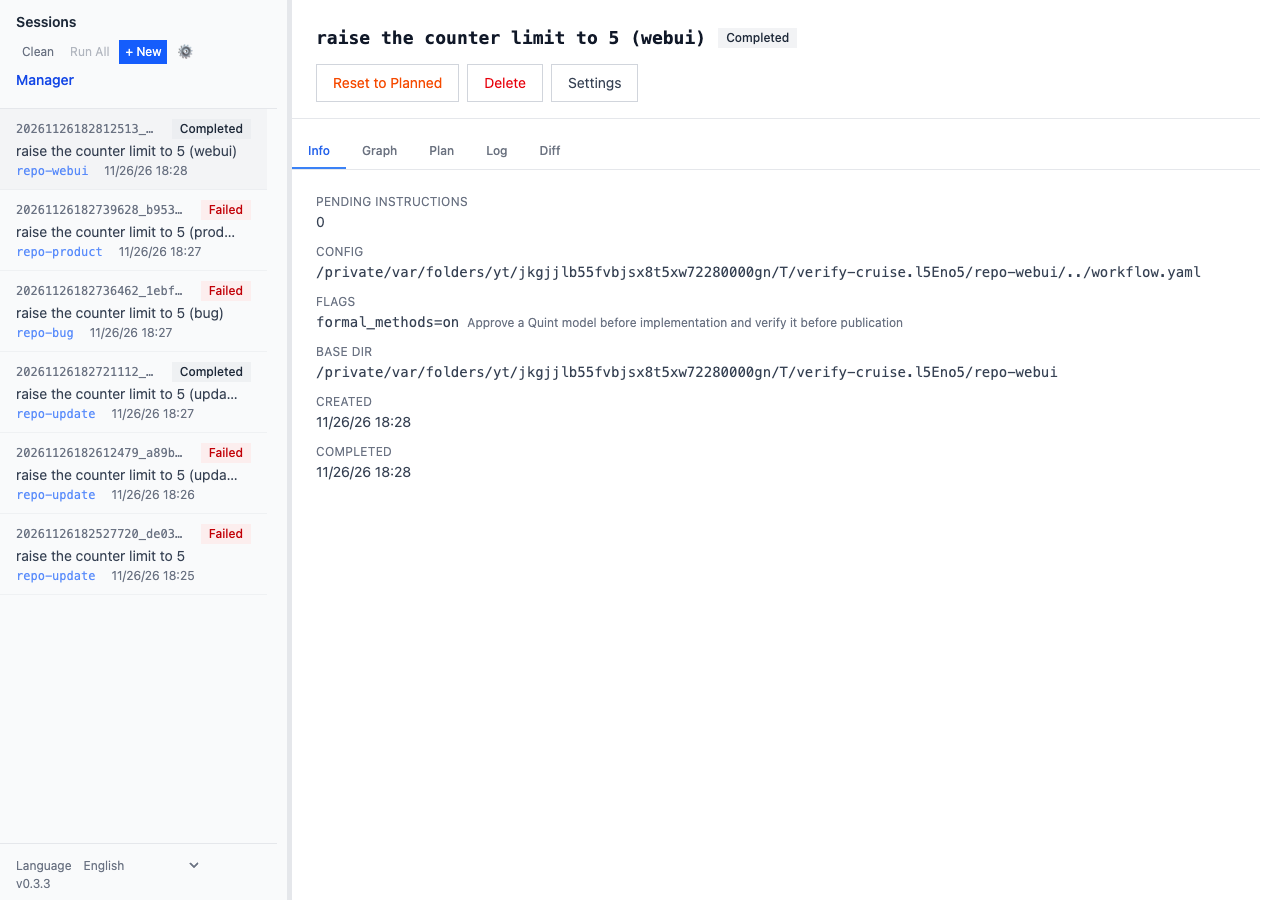 Sessions
Clean Run All + New
Manager
20261126182812513_… Completed
raise the counter limit to 5 (webui)
repo-webui 11/26/26 18:28
20261126182739628_b953… Failed
raise the counter limit to 5 (prod…
repo-product 11/26/26 18:27
20261126182736462_1ebf… Failed
raise the counter limit to 5 (bug)
repo-bug 11/26/26 18:27
20261126182721112_… Completed
raise the counter limit to 5 (upda…
repo-update 11/26/26 18:27
20261126182612479_a89b… Failed
raise the counter limit to 5 (upda…
repo-update 11/26/26 18:26
20261126182527720_de03… Failed
raise the counter limit to 5
repo-update 11/26/26 18:25
Language English
v0.3.3
raise the counter limit to 5 (webui) Completed
Reset to Planned Delete Settings
Info Graph Plan Log Diff
PENDING INSTRUCTIONS
0
CONFIG
/private/var/folders/yt/jkgjjlb55fvbjsx8t5xw72280000gn/T/verify-cruise.l5Eno5/repo-webui/../workflow.yaml
FLAGS
formal_methods=on Approve a Quint model before implementation and verify it before publication
BASE DIR
/private/var/folders/yt/jkgjjlb55fvbjsx8t5xw72280000gn/T/verify-cruise.l5Eno5/repo-webui
CREATED
11/26/26 18:28
COMPLETED
11/26/26 18:28